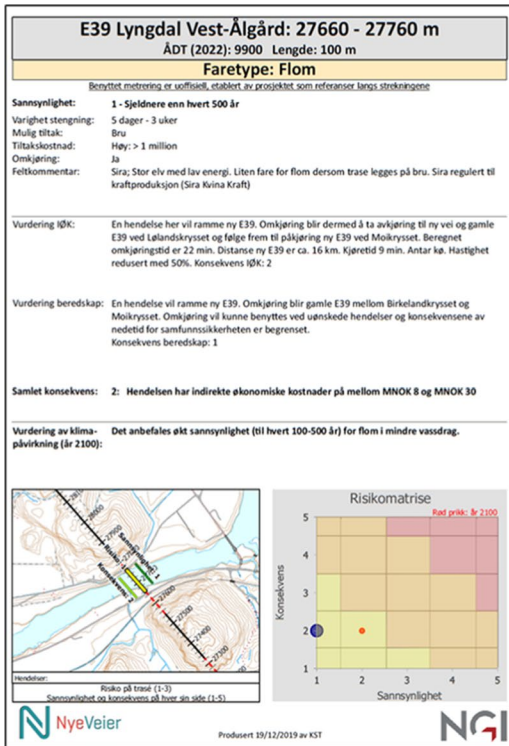 E39 Lyngdal Vest-Ålgård: 27660 - 27760 m
ÅDT (2022): 9900 Lengde: 100 m
Faretype: Flom
Benyttet metrering er uoffisiell, etablert av prosjektet som referanser langs strekningene
Sannsynlighet: 1 - Sjeldnere enn hvert 500 år
Varighet stengning: 5 dager - 3 uker
Mulig tiltak: Bru
Tiltakskostnad: Høy: > 1 million
Omkjøring: Ja
Feltkommentar: Sira; Stor elv med lav energi. Liten fare for flom dersom trase legges på bru. Sira regulert til
kraftproduksjon (Sira Kvina Kraft)
Vurdering IØK: En hendelse her vil ramme ny E39. Omkjøring blir dermed å ta avkjøring til ny vei og gamle
E39 ved Lølandskrysset og følge frem til påkjøring ny E39 ved Moikrysset. Beregnet
omkjøringstid er 22 min. Distanse ny E39 er ca. 16 km. Kjøretid 9 min. Antar kø. Hastighet
redusert med 50%. Konsekvens IØK: 2
Vurdering beredskap: En hendelse vil ramme ny E39. Omkjøring blir gamle E39 mellom Birkelandkrysset og
Moikrysset. Omkjøring vil kunne benyttes ved uønskede hendelser og konsekvensene av
nedetid for samfunnssikkerheten er begrenset.
Konsekvens beredskap: 1
Samlet konsekvens: 2: Hendelsen har indirekte økonomiske kostnader på mellom MNOK 8 og MNOK 30
Vurdering av klima- Det anbefales økt sannsynlighet (til hvert 100-500 år) for flom i mindre vassdrag.
påvirkning (år 2100):
28000
27900
Sannsynlighet: 1
Konsekvens: 2
27600
27500
27400
27300
Hendelser:
Risiko på trasé (1-3)
Sannsynlighet og konsekvens på hver sin side (1-5)
Risikomatrise
Rød prikk: år 2100
5
4
3
2
1
Konsekvens
1 2 3 4 5
Sannsynlighet
NyeVeier
Produsert 19/12/2019 av KST
NGI